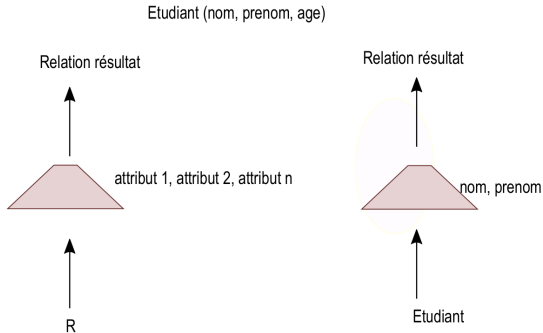 Etudiant (nom, prenom, age)
Relation résultat
attribut 1, attribut 2, attribut n
R
Relation résultat
nom, prenom
Etudiant